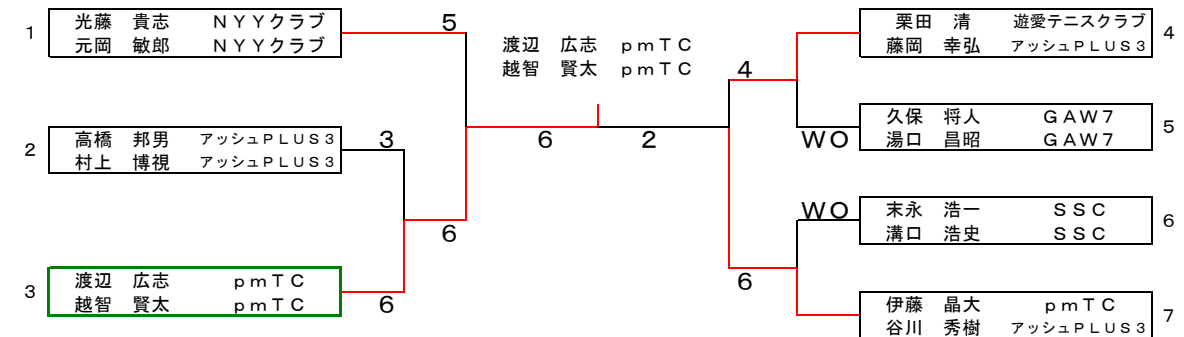 1
光藤 貴志 NYYクラブ
元岡 敏郎 NYYクラブ
5
2
高橋 邦男 アッシュPLUS3
村上 博視 アッシュPLUS3
3
3
渡辺 広志 pmTC
越智 賢太 pmTC
6
6
渡辺 広志 pmTC
越智 賢太 pmTC
6
2
4
栗田 清 遊愛テニスクラブ
藤岡 幸弘 アッシュPLUS3
4
WO
久保 将人 GAW7
湯口 昌昭 GAW7
5
WO
末永 浩一 SSC
溝口 浩史 SSC
6
6
伊藤 晶大 pmTC
谷川 秀樹 アッシュPLUS3
7